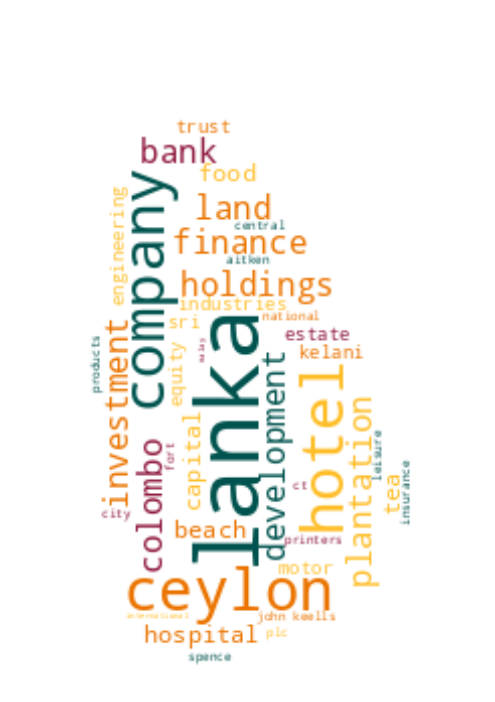 trust
bank
food
company
engineering
land
central
finance
aitken
holdings
industries
national
sri
lanka
estate
kelani
products
investment
equity
development
hotel
plantation
colombo
fort
capital
leisure
tea
insurance
city
ct
beach
printers
motor
ceylon
international
john keells
hospital
plc
spence